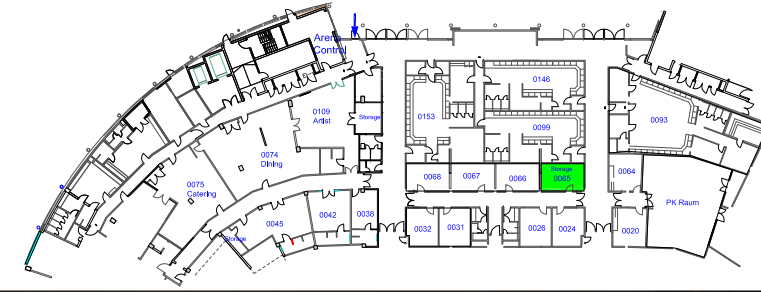 Arena
Control
0146
0109
Artist
Storage
0153
0093
0099
0074
Dining
Storage
0065
0068
0067
0066
0064
0075
Catering
PK Raum
0038
0042
0045
Storage
0032
0031
0026
0024
0020